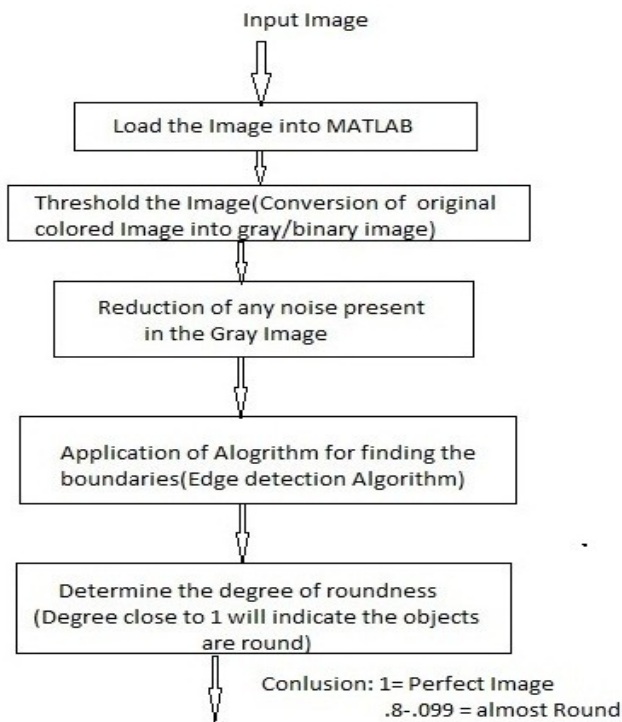 Input Image
Load the Image into MATLAB
Threshold the Image(Conversion of original
colored Image into gray/binary image)
Reduction of any noise present
in the Gray Image
Application of Alogrithm for finding the
boundaries(Edge detection Algorithm)
Determine the degree of roundness
(Degree close to 1 will indicate the objects
are round)
Conlusion: 1= Perfect Image
.8-.099 = almost Round